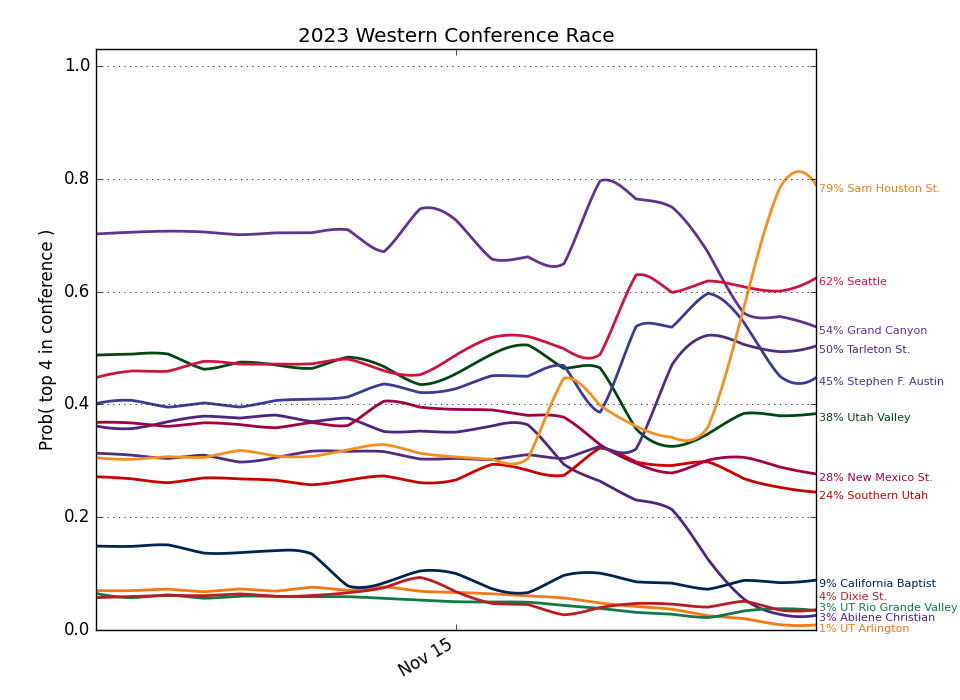 2023 Western Conference Race
Prob( top 4 in conference )
1.0
0.8
0.6
0.4
0.2
0.0
Nov 15
79% Sam Houston St.
62% Seattle
54% Grand Canyon
50% Tarleton St.
45% Stephen F. Austin
38% Utah Valley
28% New Mexico St.
24% Southern Utah
9% California Baptist
4% Dixie St.
3% UT Rio Grande Valley
3% Abilene Christian
1% UT Arlington